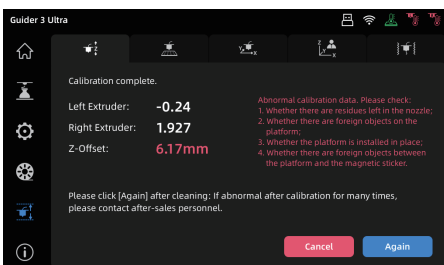 Guider 3 Ultra
Calibration complete.
Left Extruder: -0.24
Right Extruder: 1.927
Z-Offset: 6.17mm
Abnormal calibration data. Please check:
1. Whether there are residues left in the nozzle;
2. Whether there are foreign objects on the
platform;
3. Whether the platform is installed in place;
4. Whether there are foreign objects between
the platform and the magnetic sticker.
Please click [Again] after cleaning: If abnormal after calibration for many times,
please contact after-sales personnel.
Cancel
Again